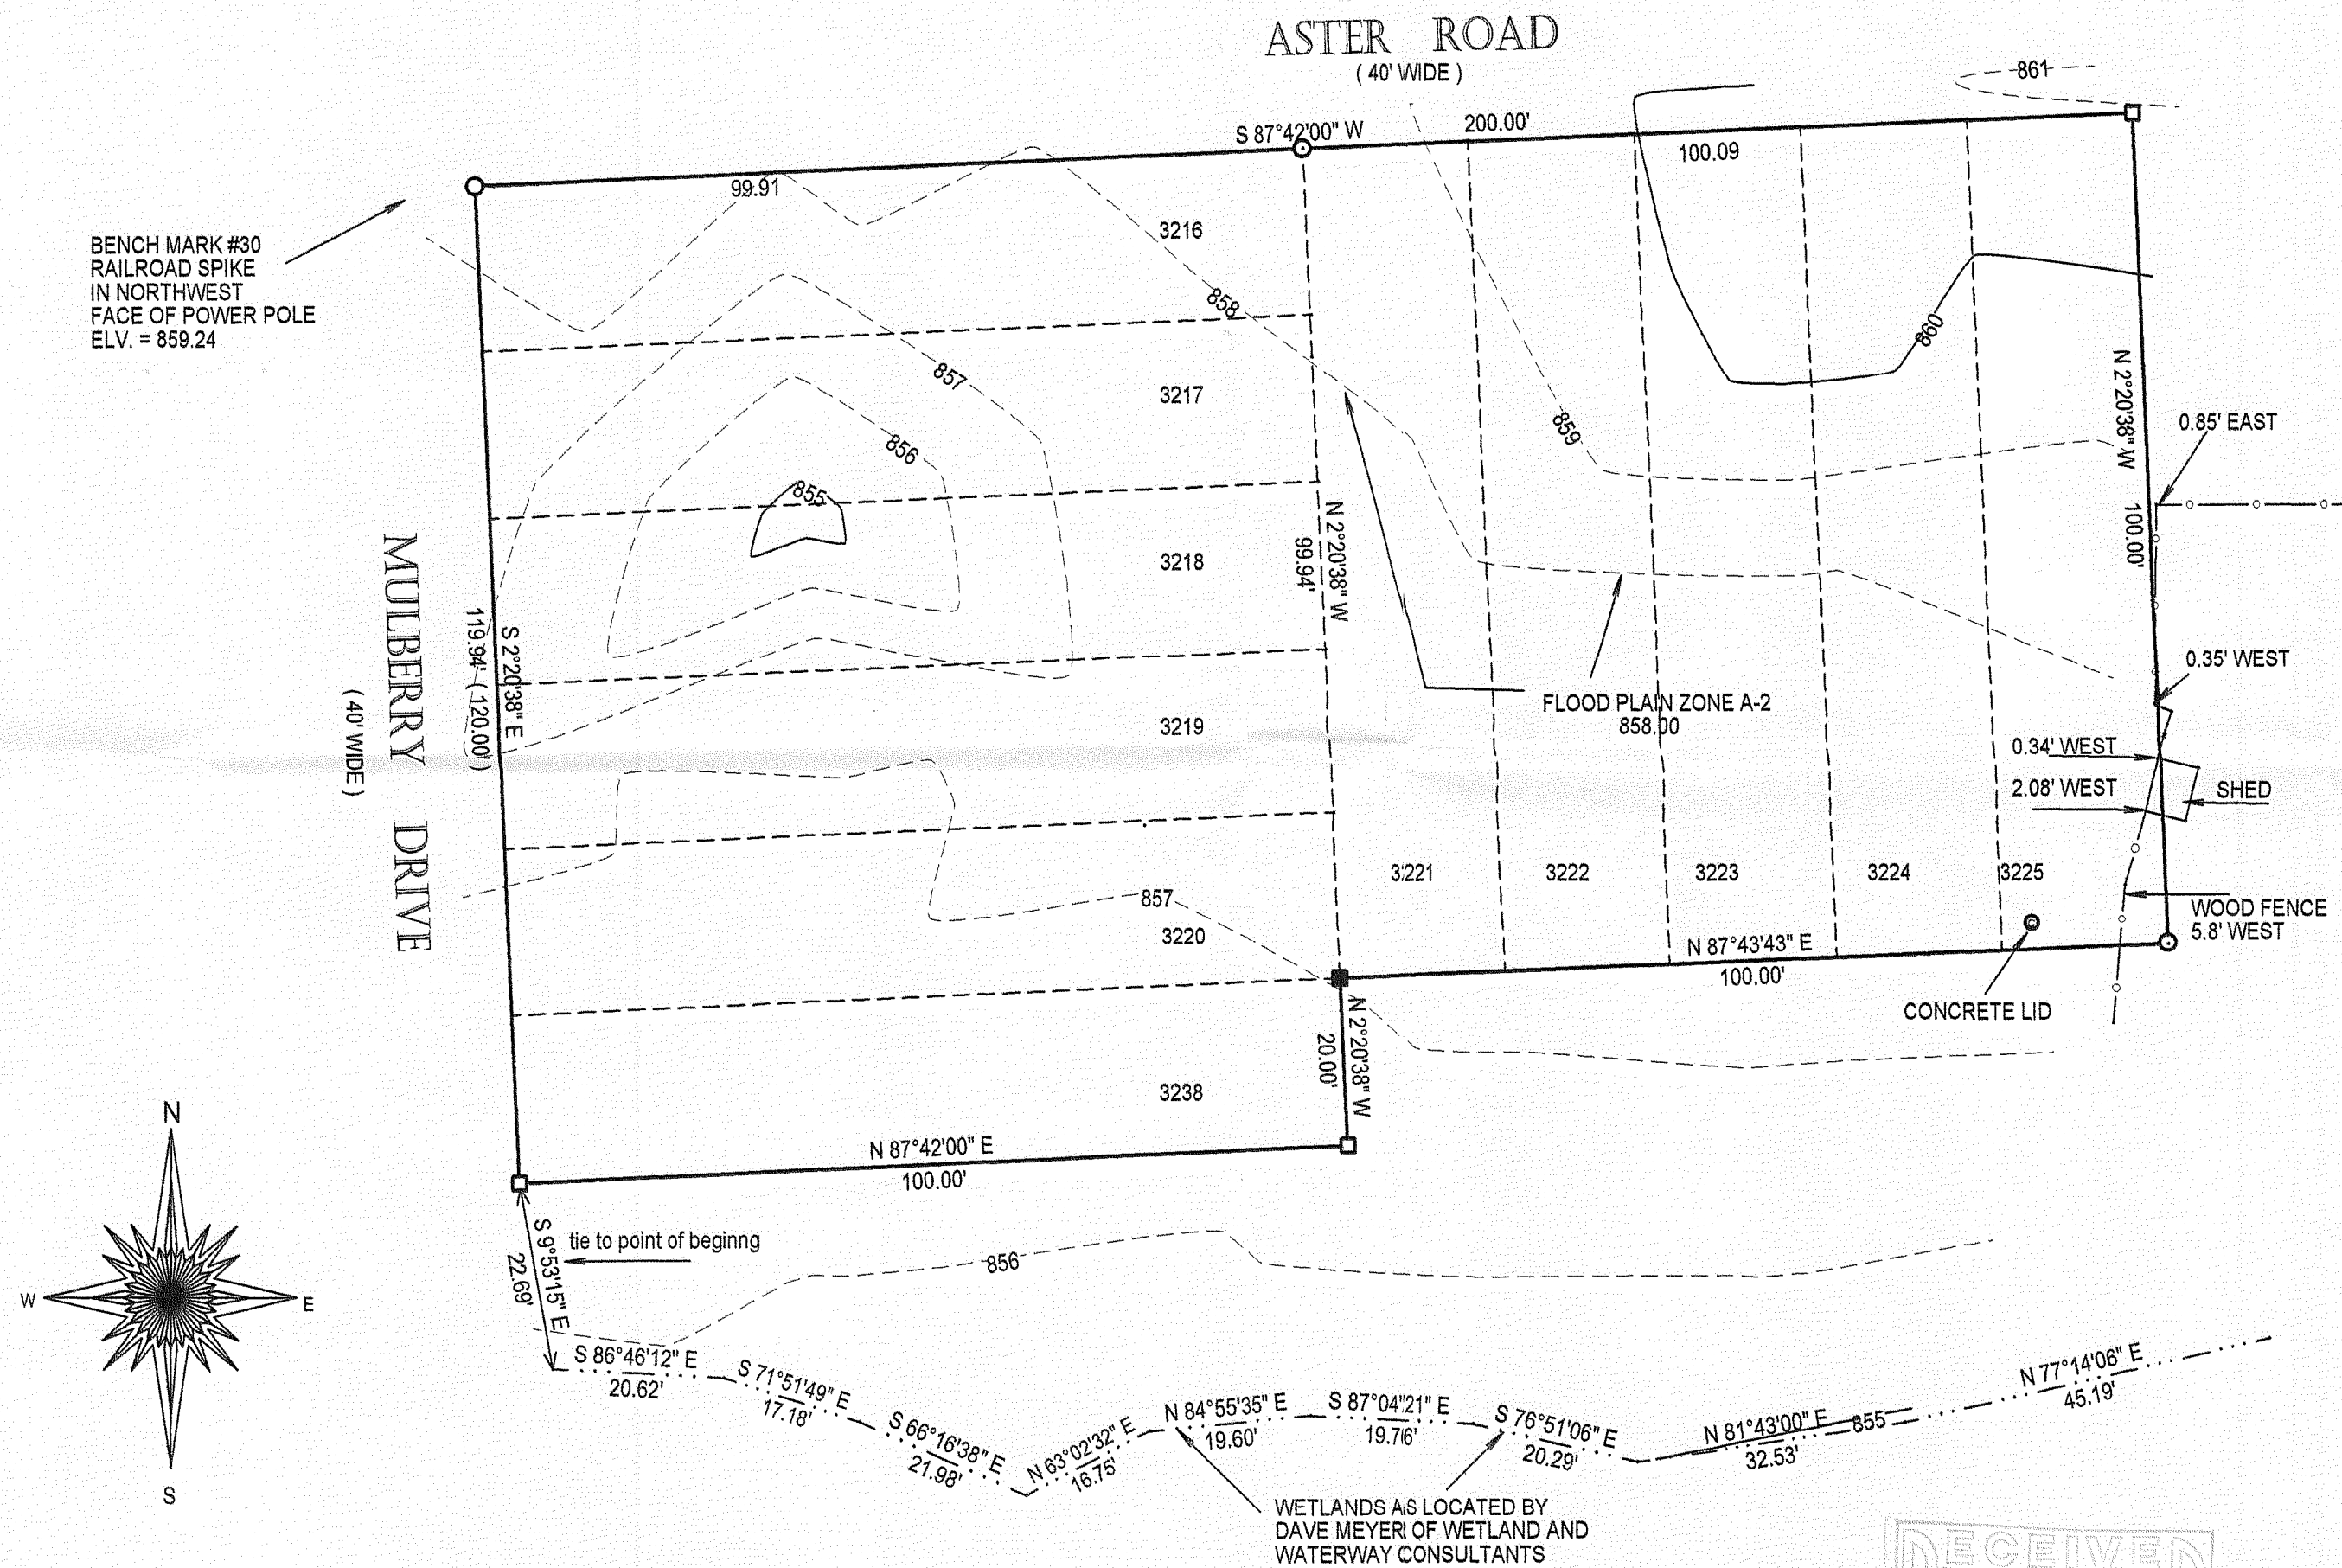 ASTER ROAD
( 40' WIDE )
861
S 87°42'00" W
200.00'
99.91
100.09
BENCH MARK #30
RAILROAD SPIKE
IN NORTHWEST
FACE OF POWER POLE
ELV. = 859.24
3216
858
860
857
3217
859
N 2°20'38" W
100.00'
0.85' EAST
856
855
N 2°20'38" W
99.94'
3218
MULBERRY DRIVE
( 40' WIDE )
S 2°20'38" E
119.94' ( 120.00' )
0.35' WEST
FLOOD PLAIN ZONE A-2
858.00
3219
0.34' WEST
2.08' WEST
SHED
3221
3222
3223
3224
3225
857
3220
WOOD FENCE
5.8' WEST
N 87°43'43" E
100.00'
CONCRETE LID
N 2°20'38" W
20.00'
3238
N
W
E
S
N 87°42'00" E
100.00'
S 9°53'15" E
22.69'
tie to point of beginng
856
S 86°46'12" E
20.62'
S 71°51'49" E
17.18'
S 66°16'38" E
21.98'
N 63°02'32" E
16.75'
N 84°55'35" E
19.60'
S 87°04'21" E
19.76'
S 76°51'06" E
20.29'
N 81°43'00" E
32.53'
855
N 77°14'06" E
45.19'
WETLANDS AS LOCATED BY
DAVE MEYER OF WETLAND AND
WATERWAY CONSULTANTS
RECEIVED